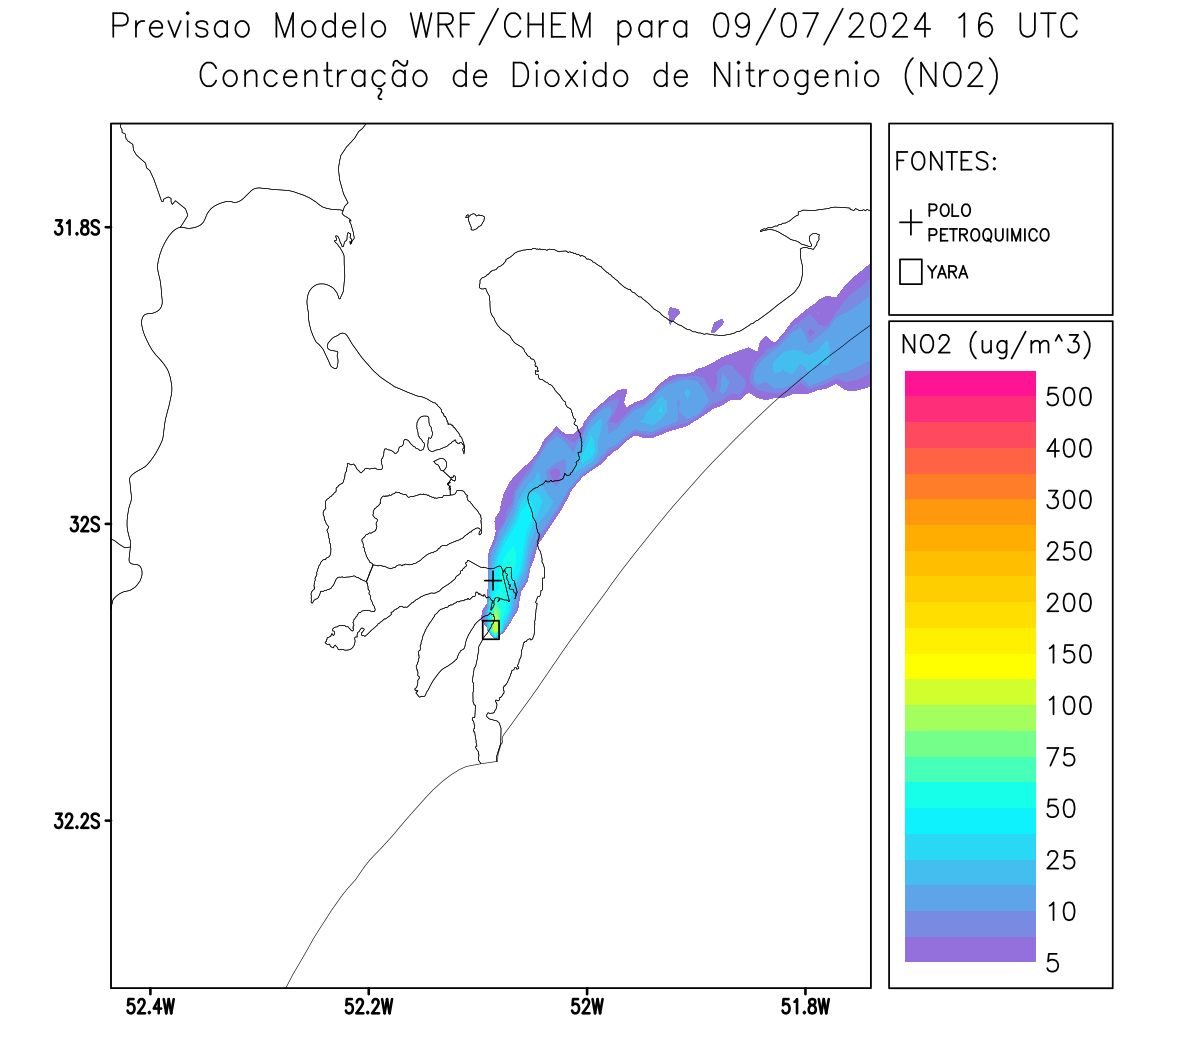 Previsao Modelo WRF/CHEM para 09/07/2024 16 UTC
Concentração de Dioxido de Nitrogenio (NO2)
FONTES:
POLO
PETROQUIMICO
YARA
31.8S
32S
32.2S
52.4W
52.2W
52W
51.8W
NO2 (ug/m^3)
500
400
300
250
200
150
100
75
50
25
10
5